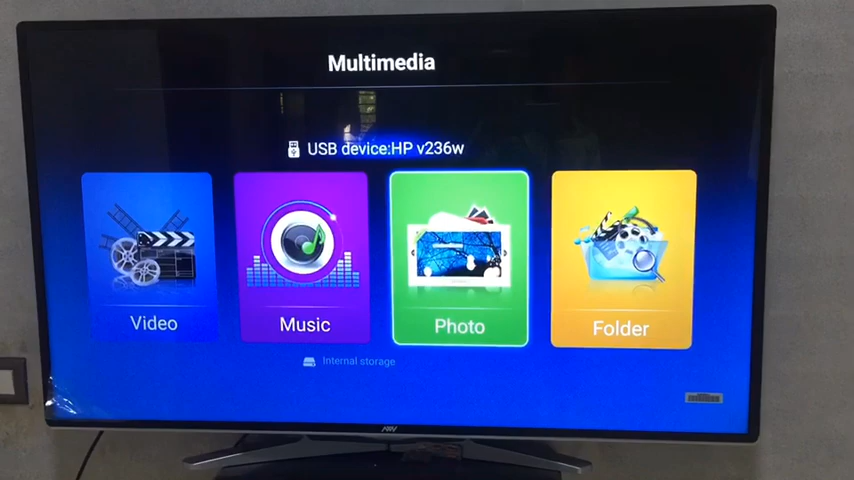 Multimedia
USB device:HP v236w
Video
Music
Photo
Folder
Internal storage